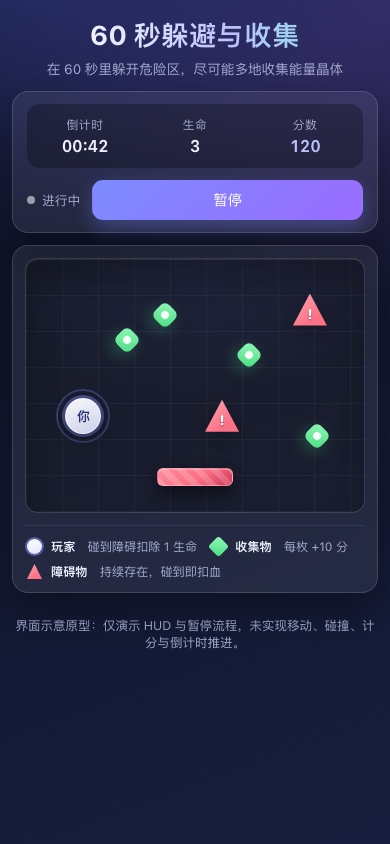 60 秒躲避与收集
在 60 秒里躲开危险区，尽可能多地收集能量晶体
倒计时 生命 分数
00:42 3 120
进行中 暂停
!
你
!
玩家 碰到障碍扣除 1 生命 收集物 每枚 +10 分
障碍物 持续存在，碰到即扣血
界面示意原型：仅演示 HUD 与暂停流程，未实现移动、碰撞、计
分与倒计时推进。